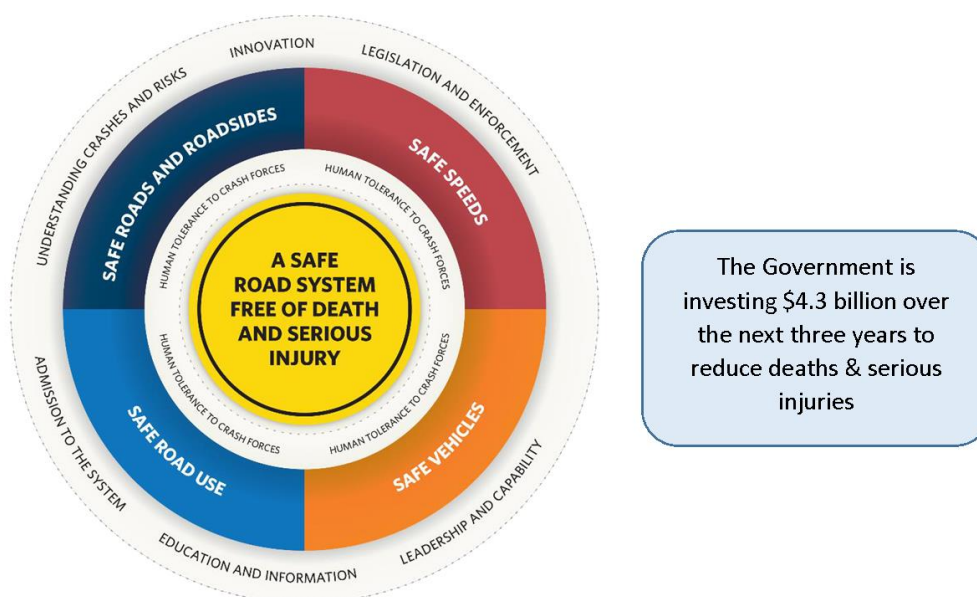 INNOVATION
LEGISLATION AND ENFORCEMENT
UNDERSTANDING CRASHES AND RISKS
SAFE ROADS AND ROADSIDES
SAFE SPEEDS
HUMAN TOLERANCE TO CRASH FORCES
HUMAN TOLERANCE TO CRASH FORCES
A SAFE
ROAD SYSTEM
FREE OF DEATH
AND SERIOUS
INJURY
HUMAN TOLERANCE TO CRASH FORCES
HUMAN TOLERANCE TO CRASH FORCES
SAFE ROAD USE
SAFE VEHICLES
ADMISSION TO THE SYSTEM
EDUCATION AND INFORMATION
LEADERSHIP AND CAPABILITY
The Government is
investing $4.3 billion over
the next three years to
reduce deaths & serious
injuries